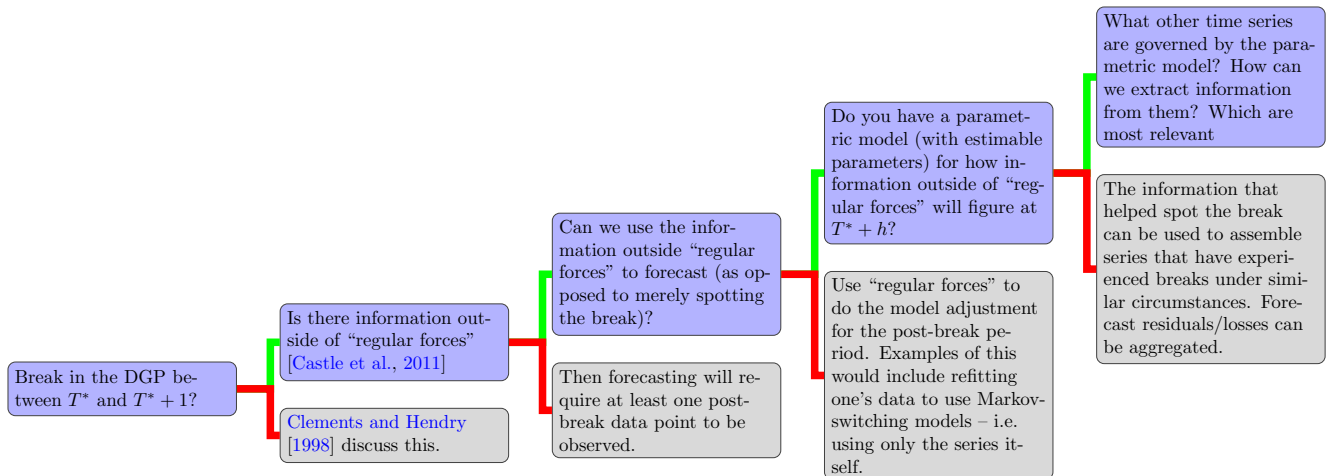 Break in the DGP be-
tween T* and T* + 1?
Is there information out-
side of “regular forces”
[Castle et al., 2011]
Clements and Hendry
[1998] discuss this.
Can we use the infor-
mation outside “regular
forces” to forecast (as op-
posed to merely spotting
the break)?
Then forecasting will re-
quire at least one post-
break data point to be
observed.
Do you have a paramet-
ric model (with estimable
parameters) for how in-
formation outside of “reg-
ular forces” will figure at
T* + h?
Use “regular forces” to
do the model adjustment
for the post-break pe-
riod. Examples of this
would include refitting
one’s data to use Markov-
switching models – i.e.
using only the series it-
self.
What other time series
are governed by the para-
metric model? How can
we extract information
from them? Which are
most relevant
The information that
helped spot the break
can be used to assemble
series that have experi-
enced breaks under sim-
ilar circumstances. Fore-
cast residuals/losses can
be aggregated.